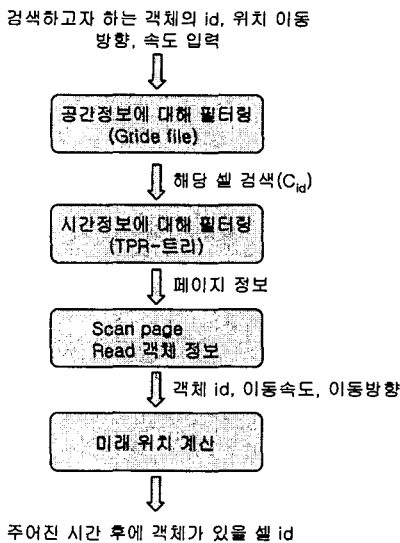 검색하고자 하는 객체의 id, 위치 이동
방향, 속도 입력
공간정보에 대해 필터링
(Gride file)
해당 셀 검색(Cid)
시간정보에 대해 필터링
(TPR-트리)
페이지 정보
Scan page
Read 객체 정보
객체 id, 이동속도, 이동방향
미래 위치 계산
주어진 시간 후에 객체가 있을 셀 id